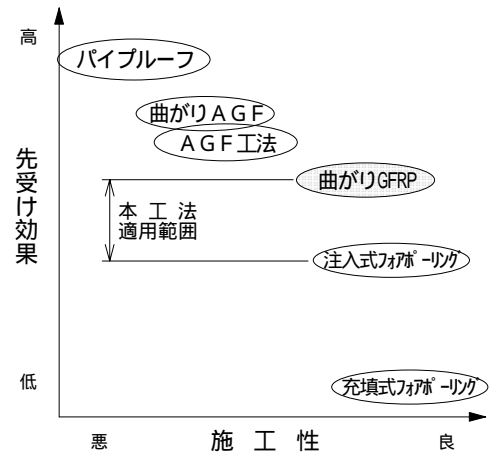 高
パイプルーフ
曲がりAGF
AGF工法
先受け効果
曲がりGFRP
本工法
適用範囲
注入式ﾌｫｱﾎﾟｰﾘﾝｸﾞ
低
充填式ﾌｫｱﾎﾟｰﾘﾝｸﾞ
悪
施工性
良